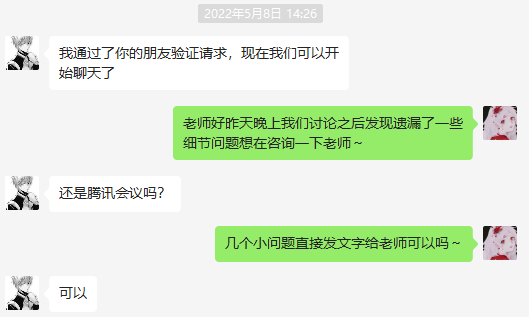 2022年5月8日 14:26
我通过了你的朋友验证请求，现在我们可以开
始聊天了
老师好昨天晚上我们讨论之后发现遗漏了一些
细节问题想在咨询一下老师～
还是腾讯会议吗？
几个小问题直接发文字给老师可以吗～
可以